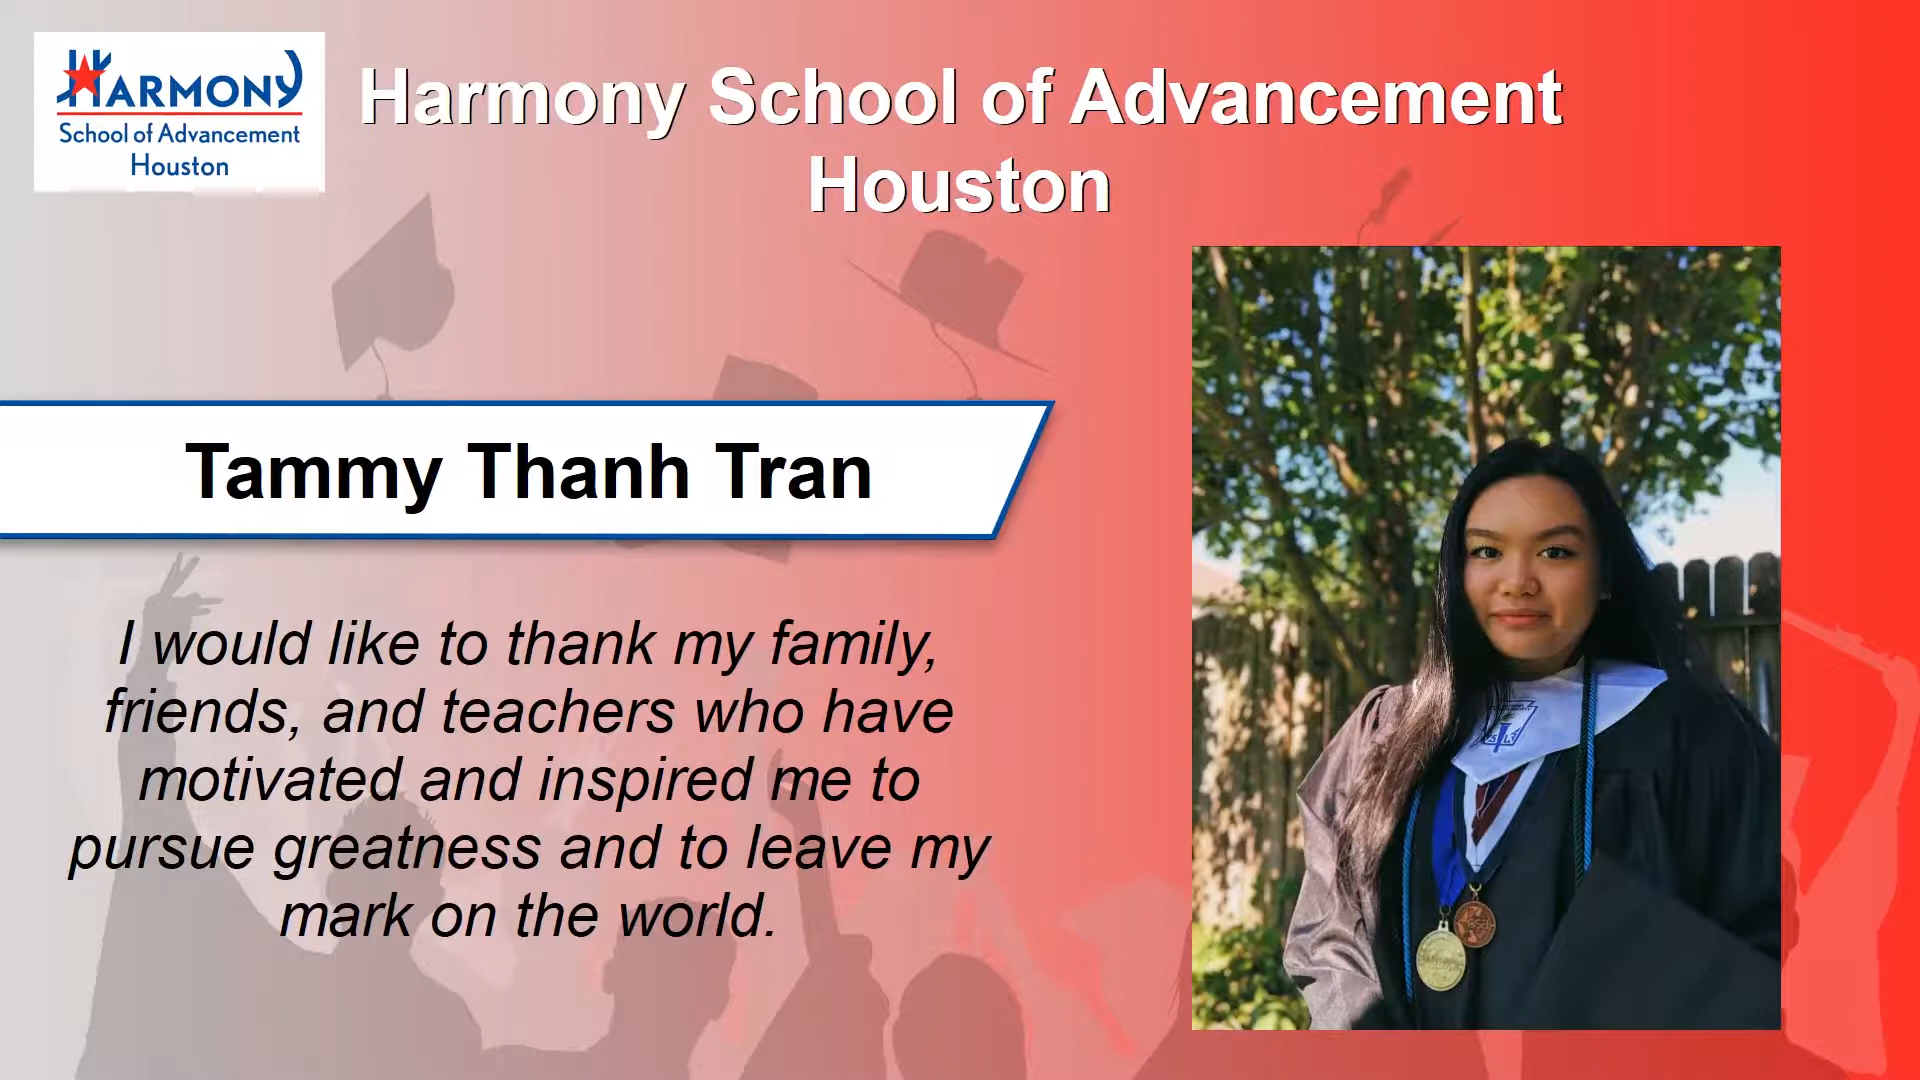 HARMONY
School of Advancement
Houston
Harmony School of Advancement
Houston
Tammy Thanh Tran
I would like to thank my family,
friends, and teachers who have
motivated and inspired me to
pursue greatness and to leave my
mark on the world.